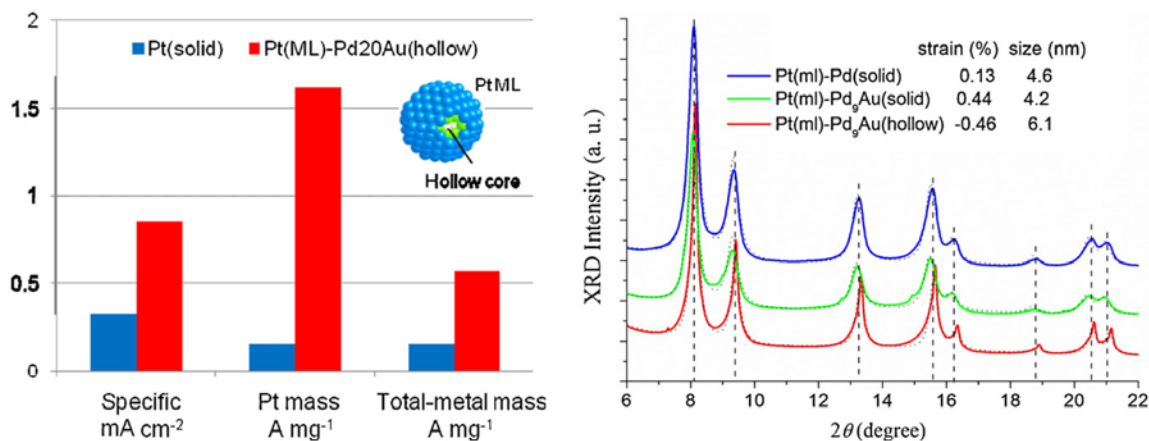 2
1.5
1
0.5
0
Pt(solid) Pt(ML)-Pd20Au(hollow)
PtML
Hollow core
Specific
mA cm-2
Pt mass
A mg-1
Total-metal mass
A mg-1
XRD Intensity (a. u.)
strain (%) size (nm)
Pt(ml)-Pd(solid) 0.13 4.6
Pt(ml)-Pd9Au(solid) 0.44 4.2
Pt(ml)-Pd9Au(hollow) -0.46 6.1
6 8 10 12 14 16 18 20 22
2θ (degree)